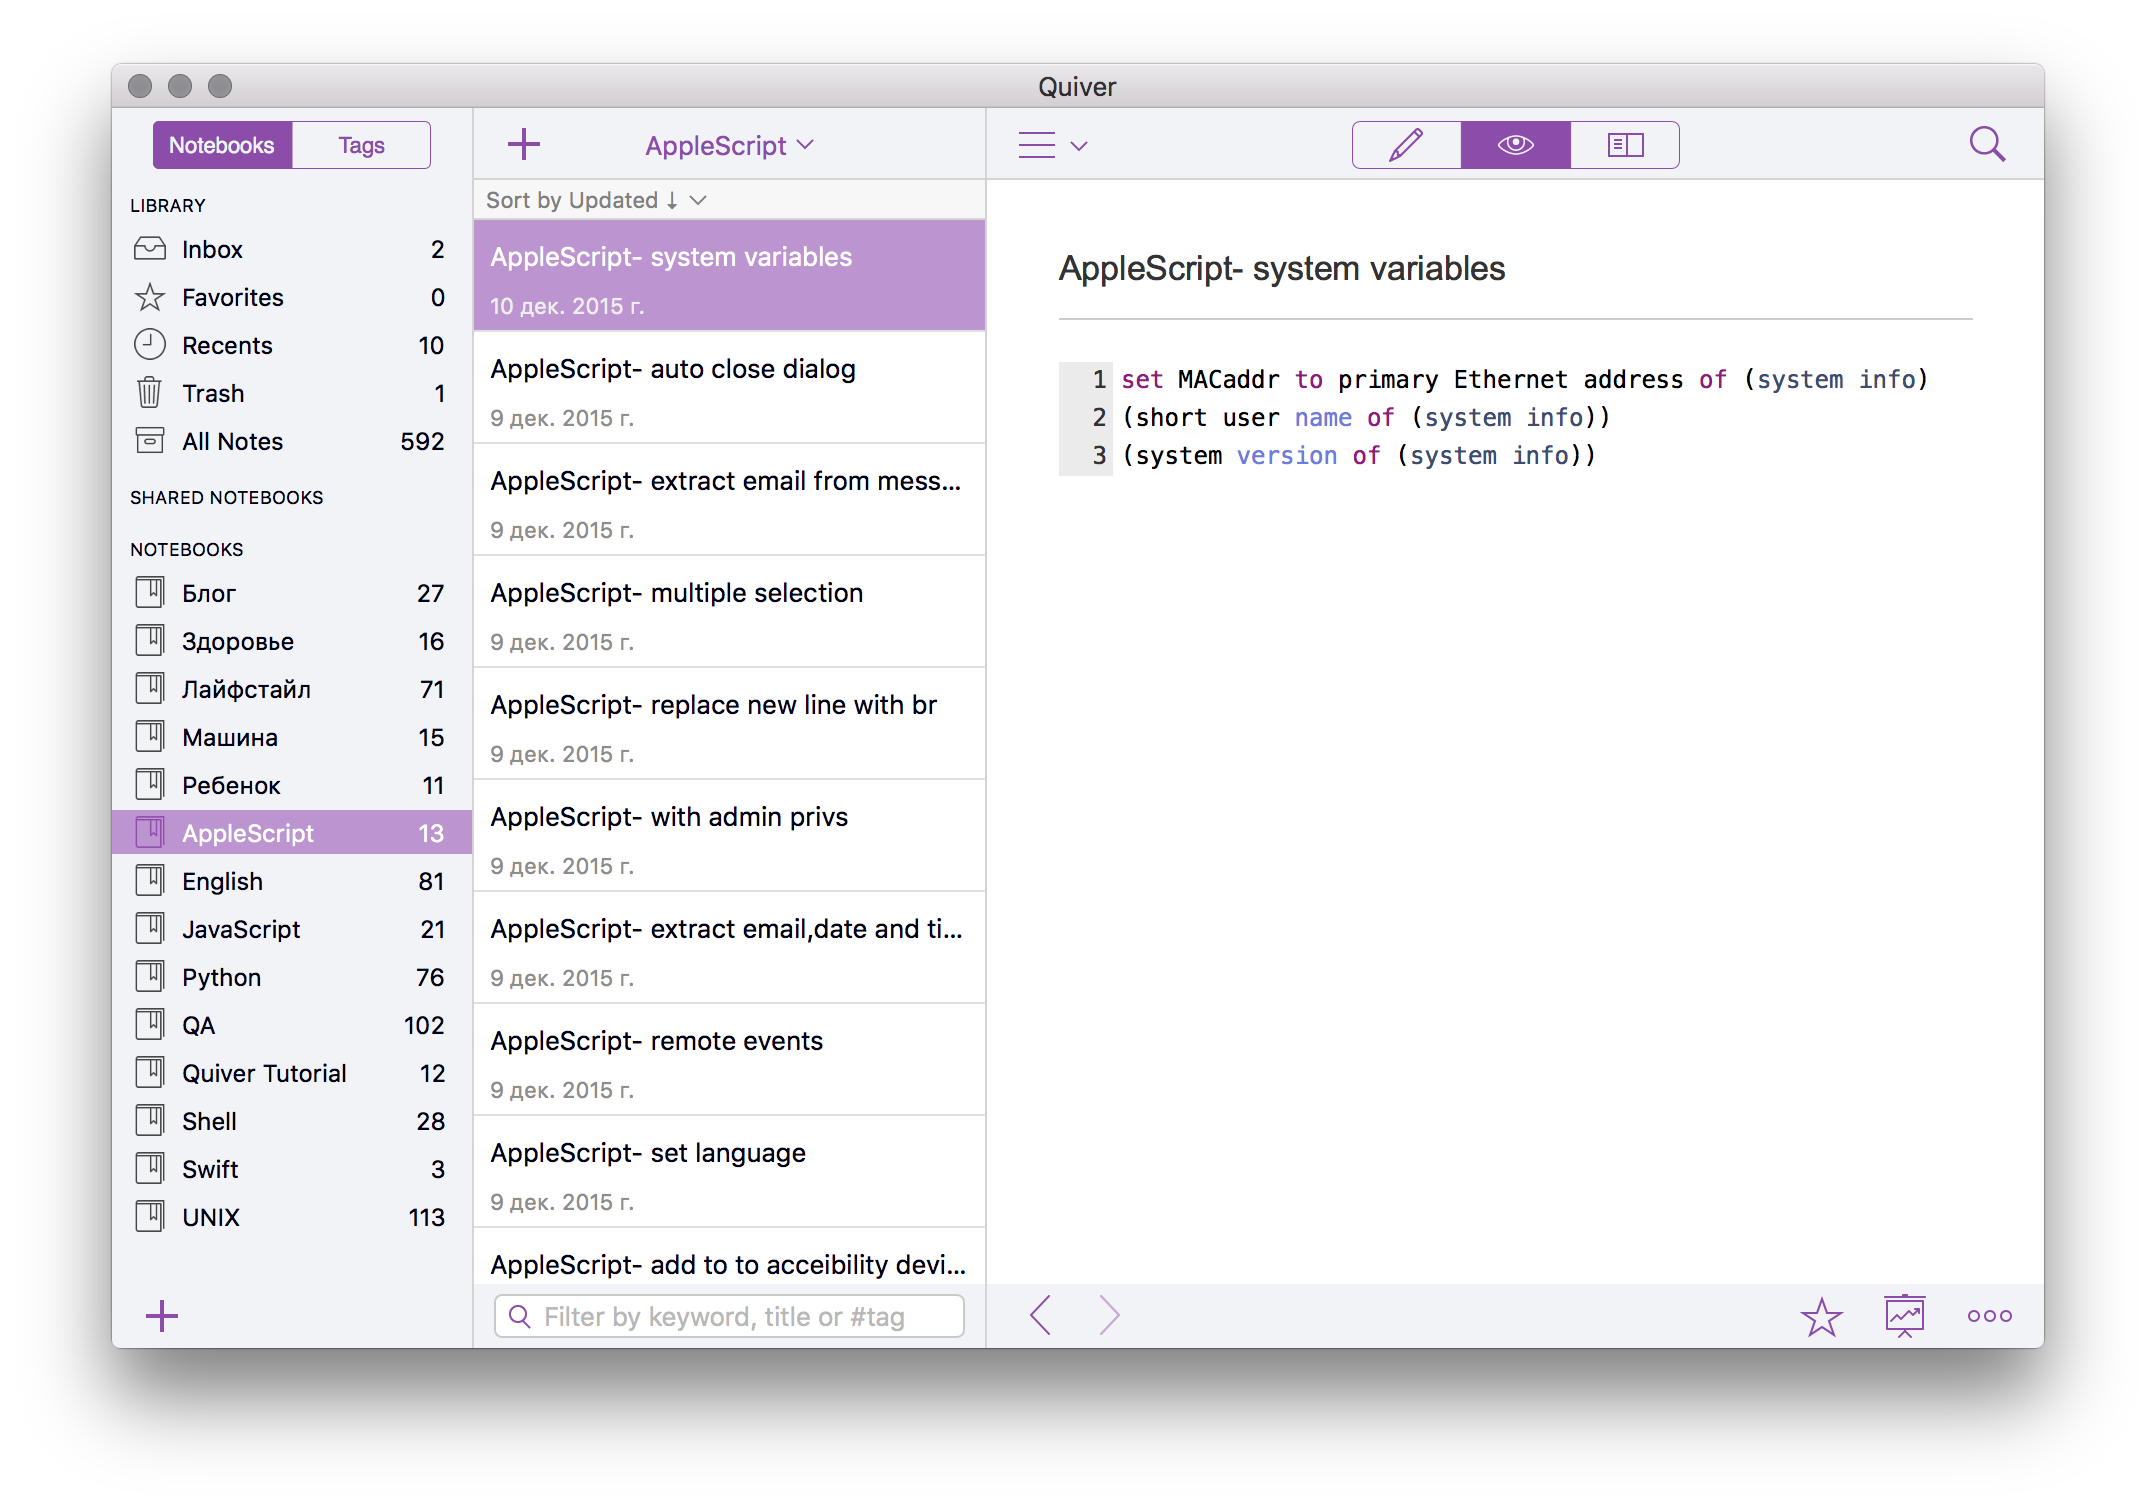 Quiver
Notebooks Tags
LIBRARY
Inbox 2
Favorites 0
Recents 10
Trash 1
All Notes 592
SHARED NOTEBOOKS
NOTEBOOKS
Блог 27
Здоровье 16
Лайфстайл 71
Машина 15
Ребенок 11
AppleScript 13
English 81
JavaScript 21
Python 76
QA 102
Quiver Tutorial 12
Shell 28
Swift 3
UNIX 113
AppleScript
Sort by Updated ↓
AppleScript- system variables
10 дек. 2015 г.
AppleScript- auto close dialog
9 дек. 2015 г.
AppleScript- extract email from mess...
9 дек. 2015 г.
AppleScript- multiple selection
9 дек. 2015 г.
AppleScript- replace new line with br
9 дек. 2015 г.
AppleScript- with admin privs
9 дек. 2015 г.
AppleScript- extract email,date and ti...
9 дек. 2015 г.
AppleScript- remote events
9 дек. 2015 г.
AppleScript- set language
9 дек. 2015 г.
AppleScript- add to to acceibility devi...
Filter by keyword, title or #tag
AppleScript- system variables
1 set MACaddr to primary Ethernet address of (system info)
2 (short user name of (system info))
3 (system version of (system info))